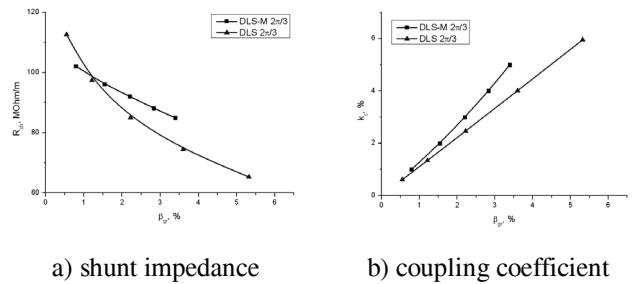 DLS-M 2π/3
DLS 2π/3
120
100
80
60
R_sh, MOhm/m
0 1 2 3 4 5 6
β_gr, %
a) shunt impedance
DLS-M 2π/3
DLS 2π/3
6
4
2
0
k_c, %
0 1 2 3 4 5 6
β_gr, %
b) coupling coefficient